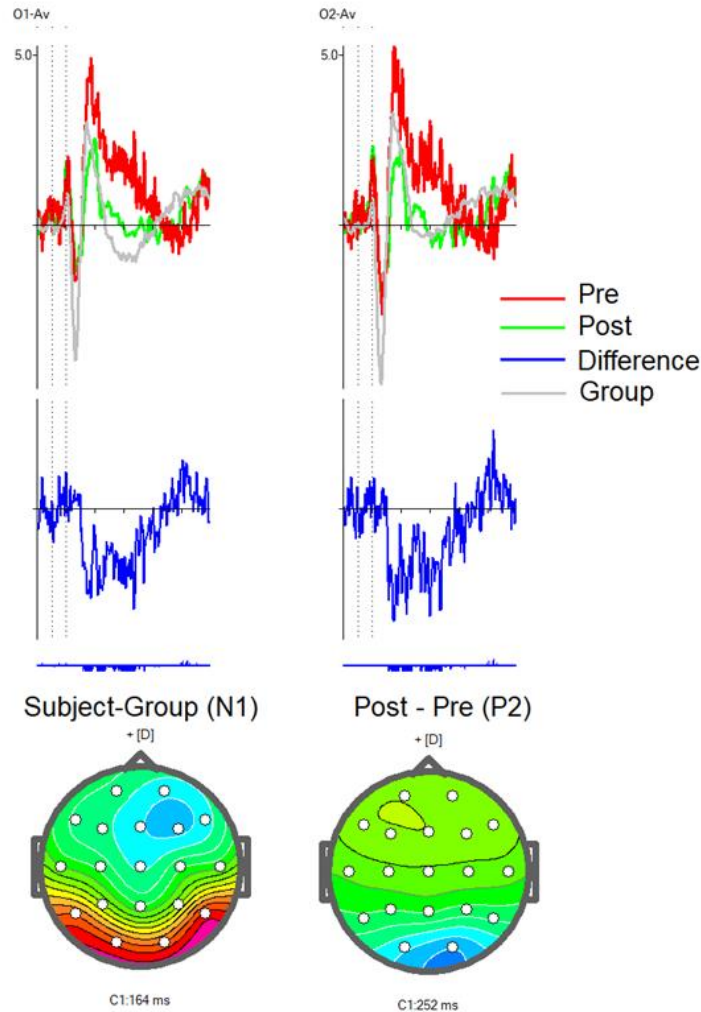 O1-Av
O2-Av
5.0
5.0
Pre
Post
Difference
Group
Subject-Group (N1)
Post - Pre (P2)
+ [D]
+ [D]
C1:164 ms
C1:252 ms